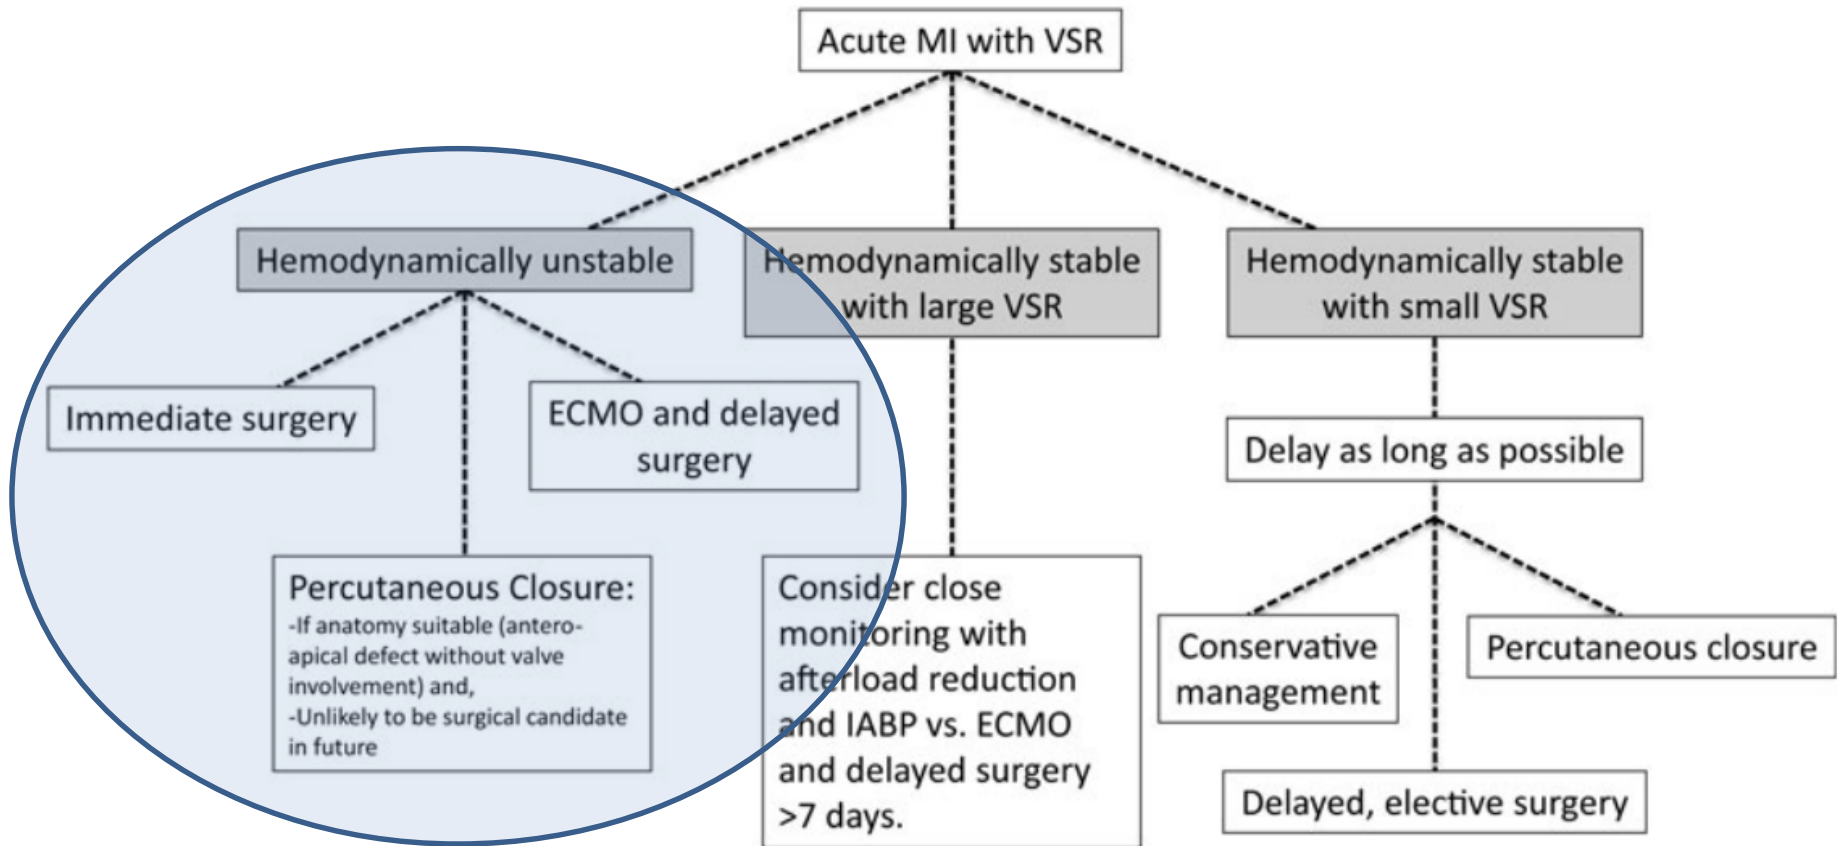 Acute MI with VSR
Hemodynamically unstable
Hemodynamically stable
with large VSR
Hemodynamically stable
with small VSR
Immediate surgery
ECMO and delayed
surgery
Delay as long as possible
Percutaneous Closure:
-If anatomy suitable (antero-
apical defect without valve
involvement) and,
-Unlikely to be surgical candidate
in future
Consider close
monitoring with
afterload reduction
and IABP vs. ECMO
and delayed surgery
>7 days.
Conservative
management
Percutaneous closure
Delayed, elective surgery